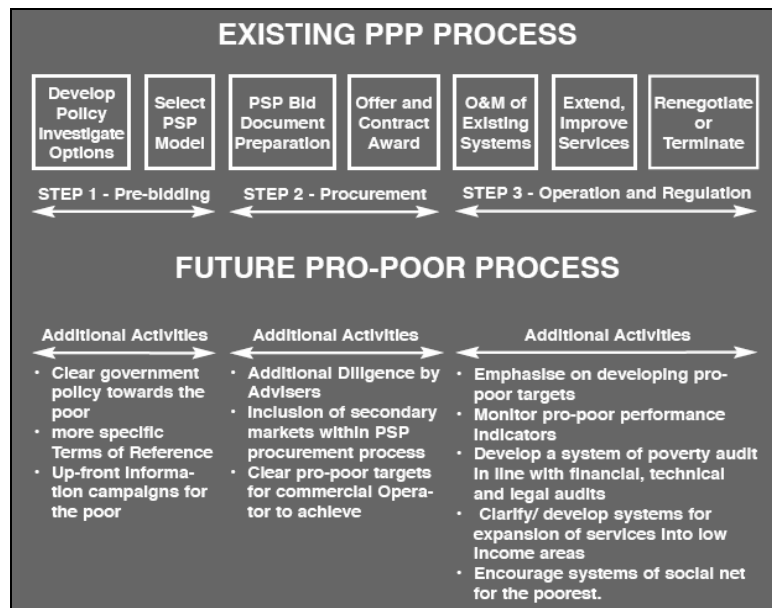 EXISTING PPP PROCESS
Develop
Policy
Investigate
Options
Select
PSP
Model
PSP Bid
Document
Preparation
Offer and
Contract
Award
O&M of
Existing
Systems
Extend,
Improve
Services
Renegotiate
or
Terminate
STEP 1 - Pre-bidding
STEP 2 - Procurement
STEP 3 - Operation and Regulation
FUTURE PRO-POOR PROCESS
Additional Activities
• Clear government
policy towards the
poor
• more specific
Terms of Reference
• Up-front Informa-
tion campaigns for
the poor
Additional Activities
• Additional Diligence by
Advisers
• Inclusion of secondary
markets within PSP
procurement process
• Clear pro-poor targets
for commercial Opera-
tor to achieve
Additional Activities
• Emphasise on developing pro-
poor targets
• Monitor pro-poor performance
indicators
• Develop a system of poverty audit
in line with financial, technical
and legal audits
• Clarify/ develop systems for
expansion of services into low
income areas
• Encourage systems of social net
for the poorest.